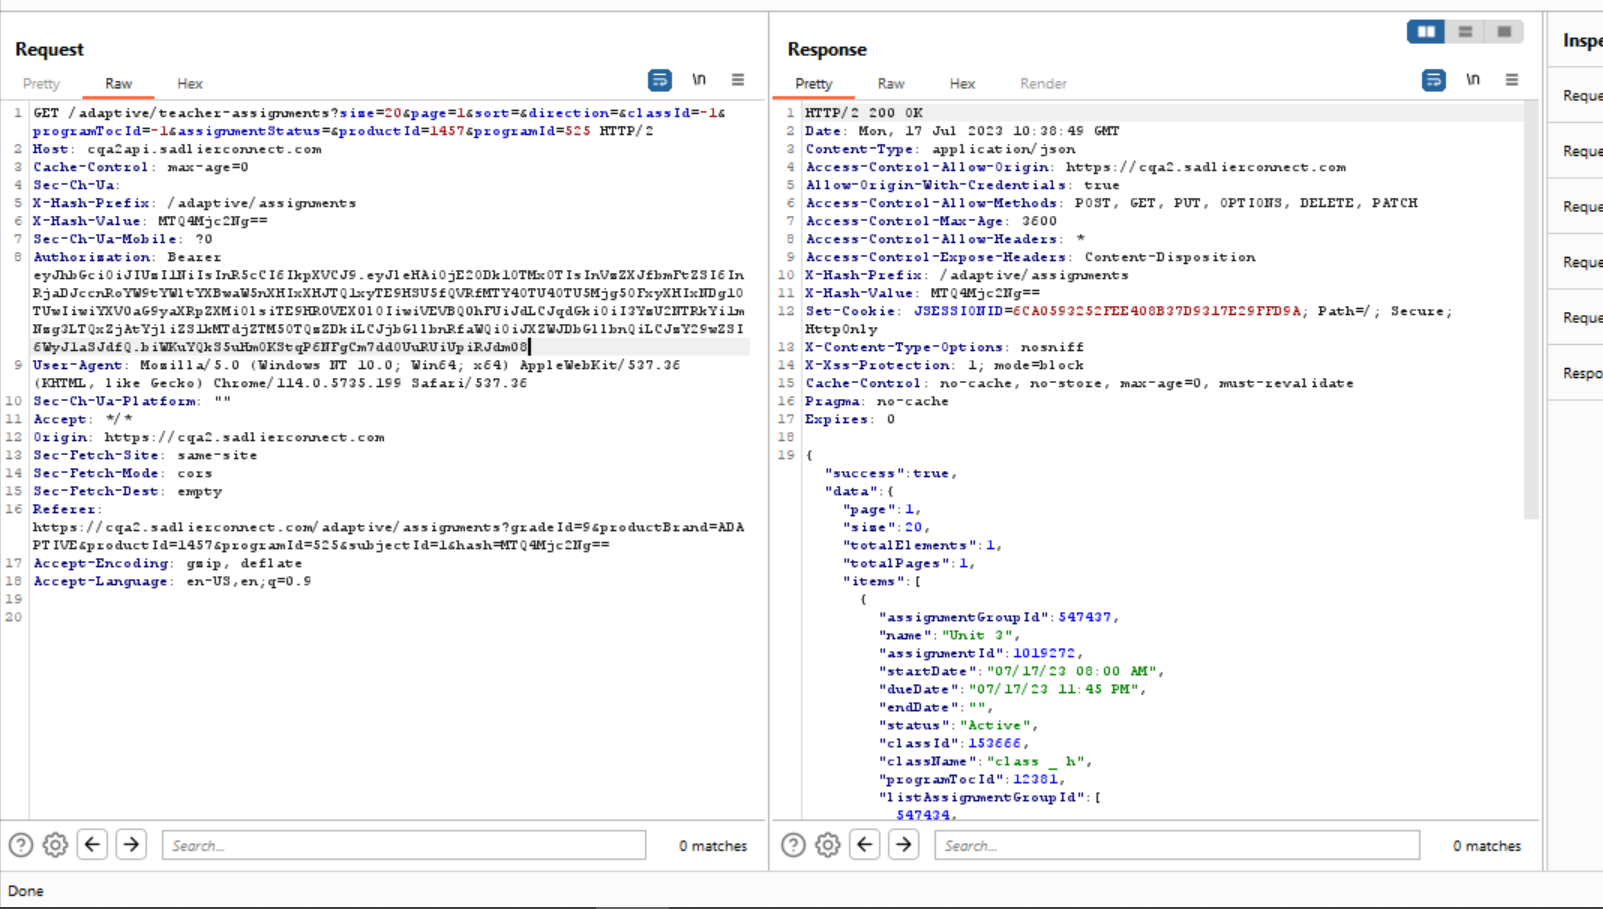 Request
Pretty Raw Hex \n
1 GET /adaptive/teacher-assignments?size=20&page=1&sort=&direction=&classId=-1&
programTocId=-1&assignmentStatus=&productId=1457&programId=525 HTTP/2
2 Host: cqa2api.sadlierconnect.com
3 Cache-Control: max-age=0
4 Sec-Ch-Ua:
5 X-Hash-Prefix: /adaptive/assignments
6 X-Hash-Value: MTQ4Mjc2Ng==
7 Sec-Ch-Ua-Mobile: ?0
8 Authorization: Bearer
9 User-Agent: Mozilla/5.0 (Windows NT 10.0; Win64; x64) AppleWebKit/537.36
(KHTML, like Gecko) Chrome/114.0.5735.199 Safari/537.36
10 Sec-Ch-Ua-Platform: ""
11 Accept: */*
12 Origin: https://cqa2.sadlierconnect.com
13 Sec-Fetch-Site: same-site
14 Sec-Fetch-Mode: cors
15 Sec-Fetch-Dest: empty
16 Referer:
https://cqa2.sadlierconnect.com/adaptive/assignments?gradeId=9&productBrand=ADA
PTIVE&productId=1457&programId=525&subjectId=1&hash=MTQ4Mjc2Ng==
17 Accept-Encoding: gzip, deflate
18 Accept-Language: en-US,en;q=0.9
19
20
Search... 0 matches
Response
Pretty Raw Hex Render \n
1 HTTP/2 200 OK
2 Date: Mon, 17 Jul 2023 10:38:49 GMT
3 Content-Type: application/json
4 Access-Control-Allow-Origin: https://cqa2.sadlierconnect.com
5 Allow-Origin-With-Credentials: true
6 Access-Control-Allow-Methods: POST, GET, PUT, OPTIONS, DELETE, PATCH
7 Access-Control-Max-Age: 3600
8 Access-Control-Allow-Headers: *
9 Access-Control-Expose-Headers: Content-Disposition
10 X-Hash-Prefix: /adaptive/assignments
11 X-Hash-Value: MTQ4Mjc2Ng==
12 Set-Cookie: JSESSIONID=6CA0593252FEE408B37D9317E29FFD9A; Path=/; Secure;
HttpOnly
13 X-Content-Type-Options: nosniff
14 X-Xss-Protection: 1; mode=block
15 Cache-Control: no-cache, no-store, max-age=0, must-revalidate
16 Pragma: no-cache
17 Expires: 0
18
19 {
"success":true,
"data":{
"page":1,
"size":20,
"totalElements":1,
"totalPages":1,
"items":[
{
"assignmentGroupId":547437,
"name":"Unit 3",
"assignmentId":1019272,
"startDate":"07/17/23 08:00 AM",
"dueDate":"07/17/23 11:45 PM",
"endDate":"",
"status":"Active",
"classId":153666,
"className":"class _ h",
"programTocId":12381,
"listAssignmentGroupId":[
547434,
Search... 0 matches
Inspe
Reque
Reque
Reque
Reque
Reque
Respo
Done